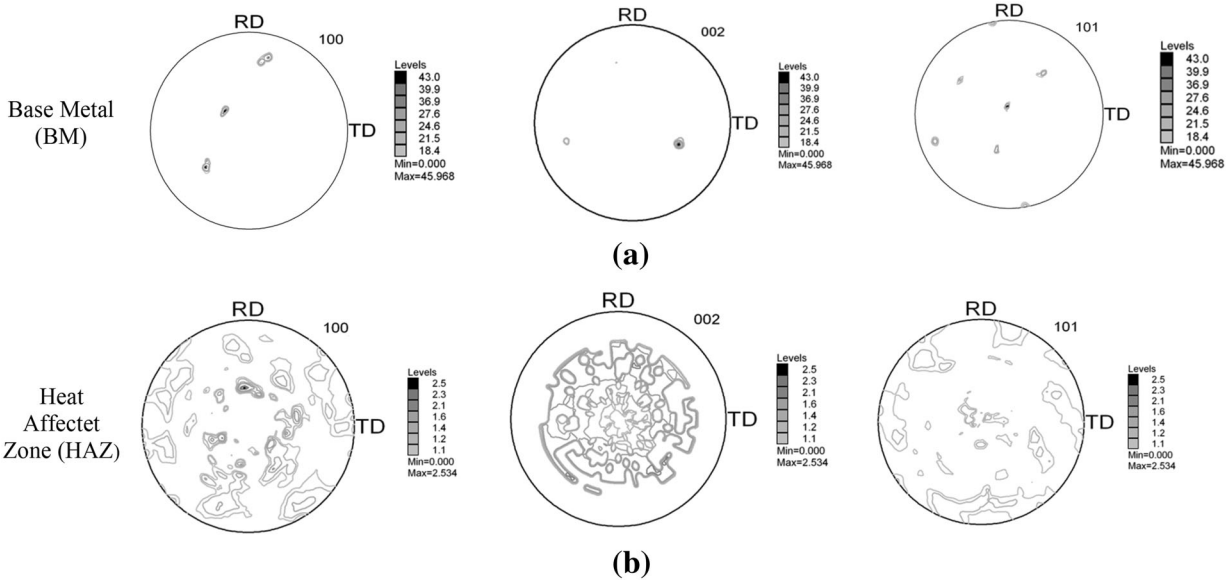 RD
100
TD
Levels
43.0
39.9
36.9
27.6
24.6
21.5
18.4
Min=0.000
Max=45.968
RD
002
TD
Levels
43.0
39.9
36.9
27.6
24.6
21.5
18.4
Min=0.000
Max=45.968
RD
101
TD
Levels
43.0
39.9
36.9
27.6
24.6
21.5
18.4
Min=0.000
Max=45.968
Base Metal
(BM)
(a)
RD
100
TD
Levels
2.5
2.3
2.1
1.6
1.4
1.2
1.1
Min=0.000
Max=2.534
RD
002
TD
Levels
2.5
2.3
2.1
1.6
1.4
1.2
1.1
Min=0.000
Max=2.534
RD
101
TD
Levels
2.5
2.3
2.1
1.6
1.4
1.2
1.1
Min=0.000
Max=2.534
Heat
Affectet
Zone (HAZ)
(b)